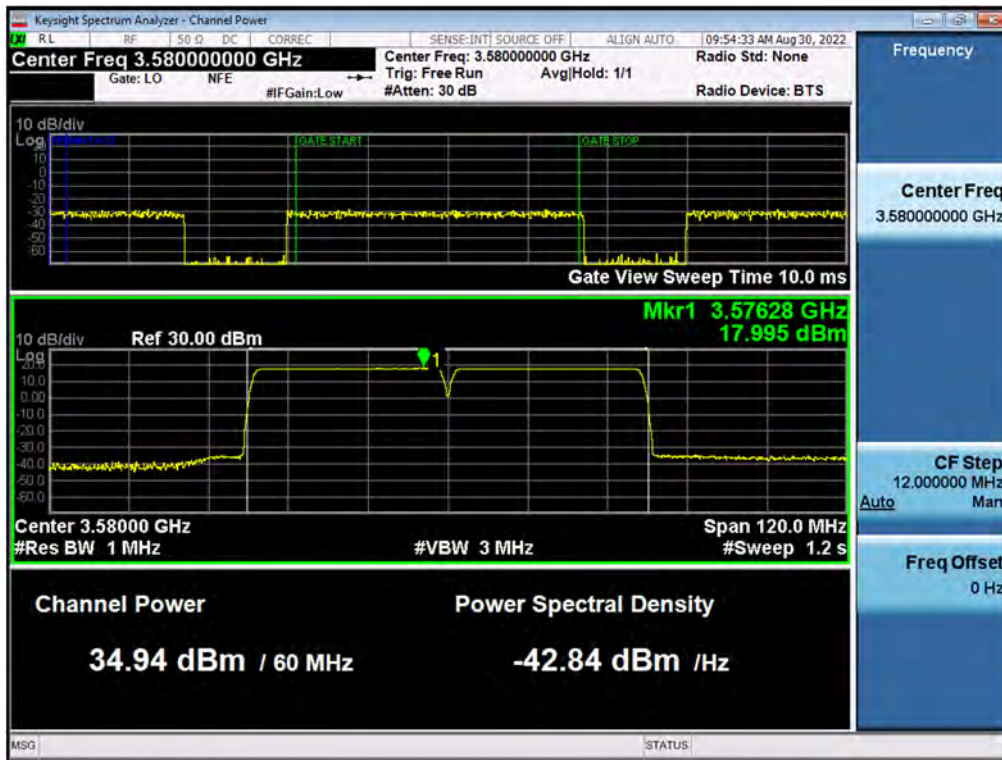 Keysight Spectrum Analyzer - Channel Power
LXI RL RF 50 Ω DC CORREC SENSE:INT SOURCE OFF ALIGN AUTO 09:54:33 AM Aug 30, 2022
Center Freq 3.580000000 GHz
Gate: LO NFE
#IFGain:Low
Center Freq: 3.580000000 GHz
Trig: Free Run Avg|Hold: 1/1
#Atten: 30 dB
Radio Std: None
Radio Device: BTS
10 dB/div
Log
GATE START
GATE STOP
10
0
-10
-20
-30
-40
-50
-60
Gate View Sweep Time 10.0 ms
Mkr1 3.57628 GHz
17.995 dBm
10 dB/div Ref 30.00 dBm
Log
1
20.0
10.0
0.00
-10.0
-20.0
-30.0
-40.0
-50.0
-60.0
Center 3.58000 GHz
Span 120.0 MHz
#Res BW 1 MHz
#VBW 3 MHz
#Sweep 1.2 s
Channel Power
34.94 dBm / 60 MHz
Power Spectral Density
-42.84 dBm /Hz
MSG
STATUS
Frequency
Center Freq
3.580000000 GHz
CF Step
12.000000 MHz
Auto Man
Freq Offset
0 Hz